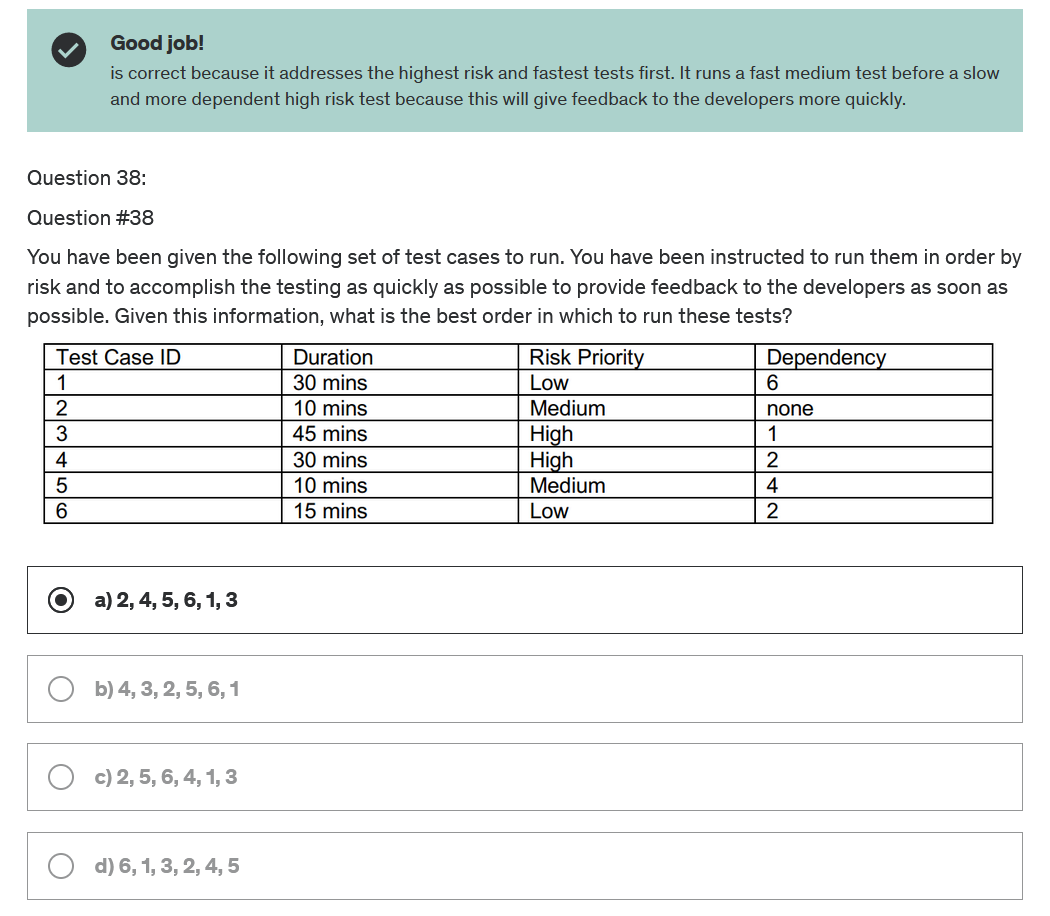 Good job!
is correct because it addresses the highest risk and fastest tests first. It runs a fast medium test before a slow
and more dependent high risk test because this will give feedback to the developers more quickly.
Question 38:
Question #38
You have been given the following set of test cases to run. You have been instructed to run them in order by
risk and to accomplish the testing as quickly as possible to provide feedback to the developers as soon as
possible. Given this information, what is the best order in which to run these tests?
Test Case ID Duration Risk Priority Dependency
1 30 mins Low 6
2 10 mins Medium none
3 45 mins High 1
4 30 mins High 2
5 10 mins Medium 4
6 15 mins Low 2
a) 2, 4, 5, 6, 1, 3
b) 4, 3, 2, 5, 6, 1
c) 2, 5, 6, 4, 1, 3
d) 6, 1, 3, 2, 4, 5